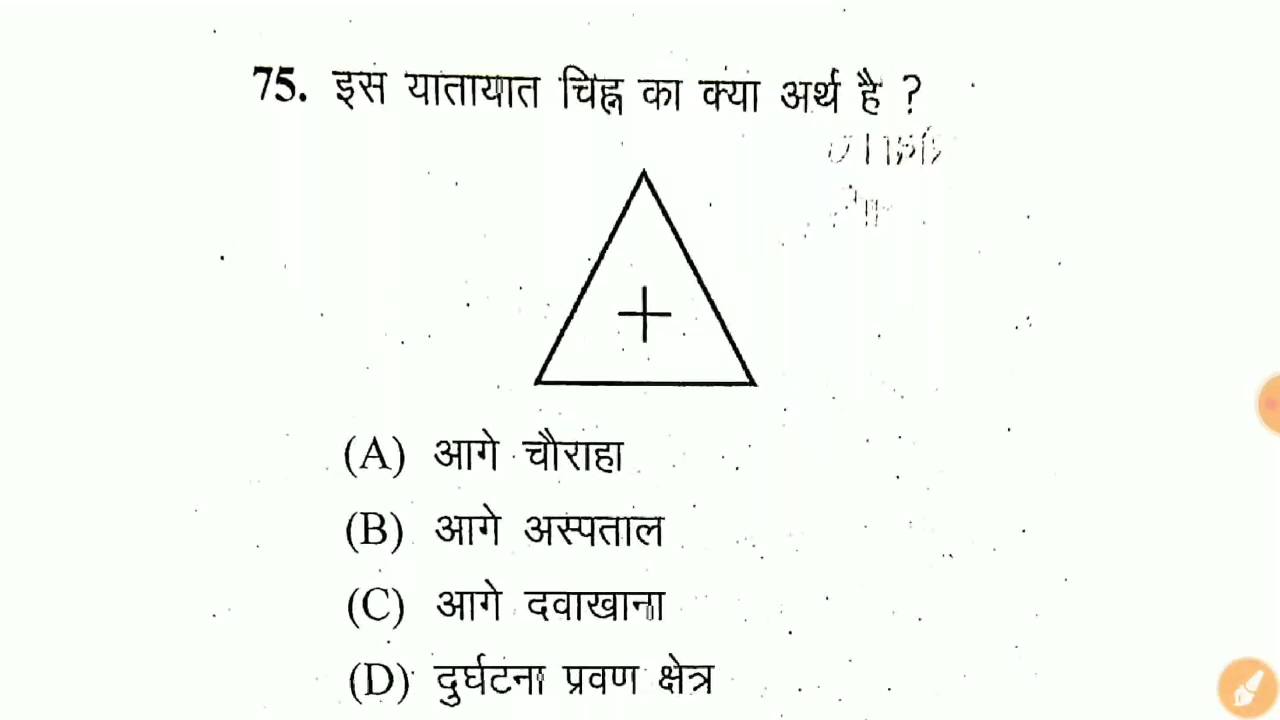 75. इस यातायात चिह्न का क्या अर्थ है ?
(A) आगे चौराहा
(B) आगे अस्पताल
(C) आगे दवाखाना
(D) दुर्घटना प्रवण क्षेत्र